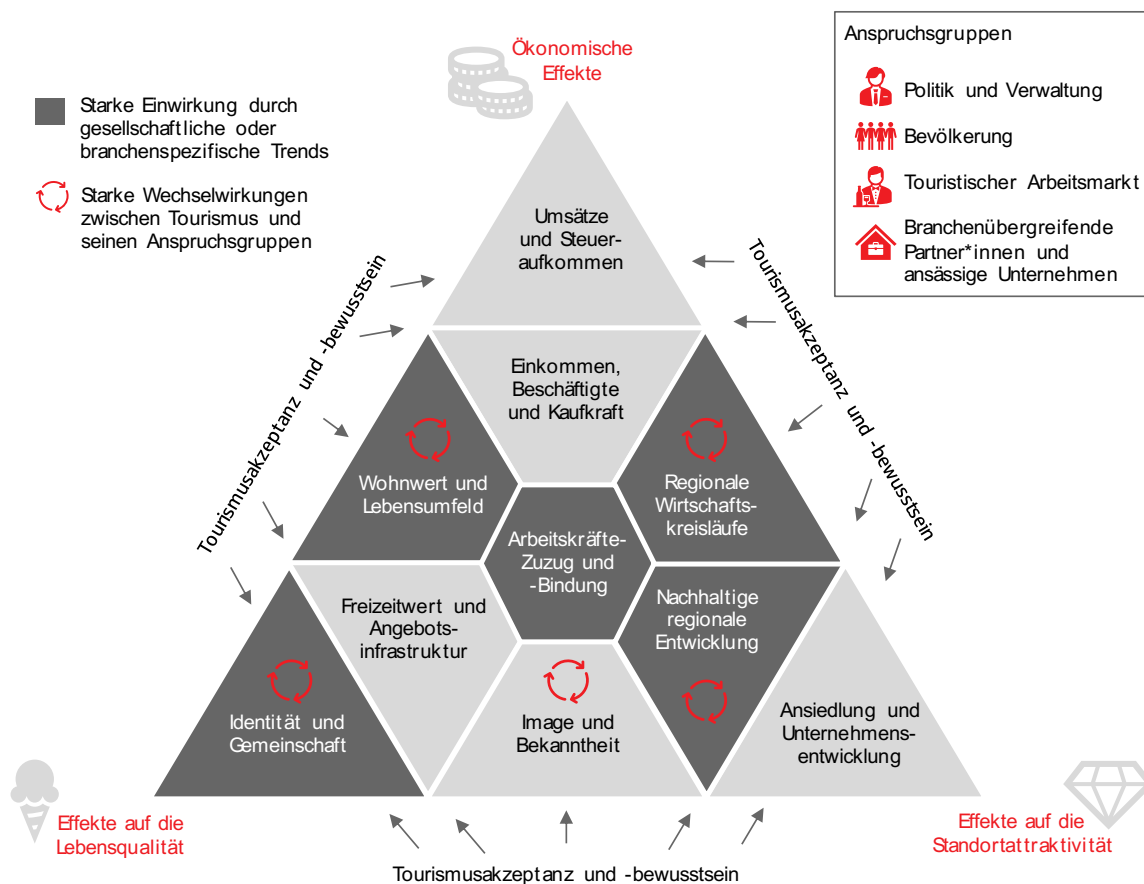 Ökonomische
Effekte
Starke Einwirkung durch
gesellschaftliche oder
branchenspezifische Trends
Starke Wechselwirkungen
zwischen Tourismus und
seinen Anspruchsgruppen
Anspruchsgruppen
Politik und Verwaltung
Bevölkerung
Touristischer Arbeitsmarkt
Branchenübergreifende
Partner*innen und
ansässige Unternehmen
Tourismusakzeptanz und -bewusstsein
Tourismusakzeptanz und -bewusstsein
Umsätze
und Steuer-
aufkommen
Einkommen,
Beschäftigte
und Kaufkraft
Wohnwert und
Lebensumfeld
Regionale
Wirtschafts-
kreisläufe
Arbeitskräfte-
Zuzug und
-Bindung
Freizeitwert und
Angebots-
infrastruktur
Nachhaltige
regionale
Entwicklung
Identität und
Gemeinschaft
Image und
Bekanntheit
Ansiedlung und
Unternehmens-
entwicklung
Effekte auf die
Lebensqualität
Effekte auf die
Standortattraktivität
Tourismusakzeptanz und -bewusstsein